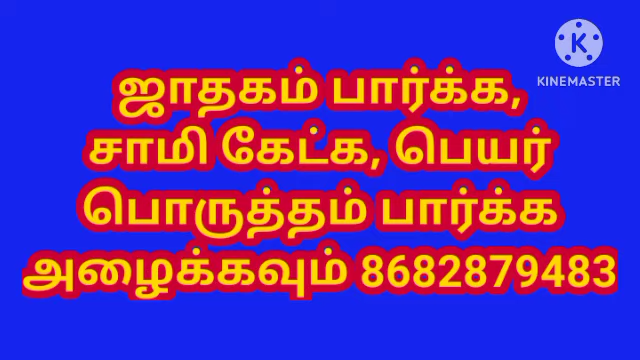 KINEMASTER
ஜாதகம் பார்க்க,
சாமி கேட்க, பெயர்
பொருத்தம் பார்க்க
அழைக்கவும் 8682879483